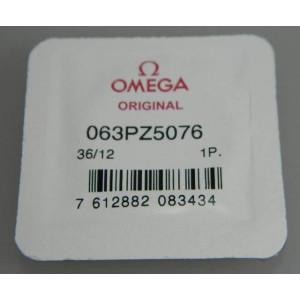 Ω
OMEGA
ORIGINAL
063PZ5076
36/12 1P.
7 612882 083434